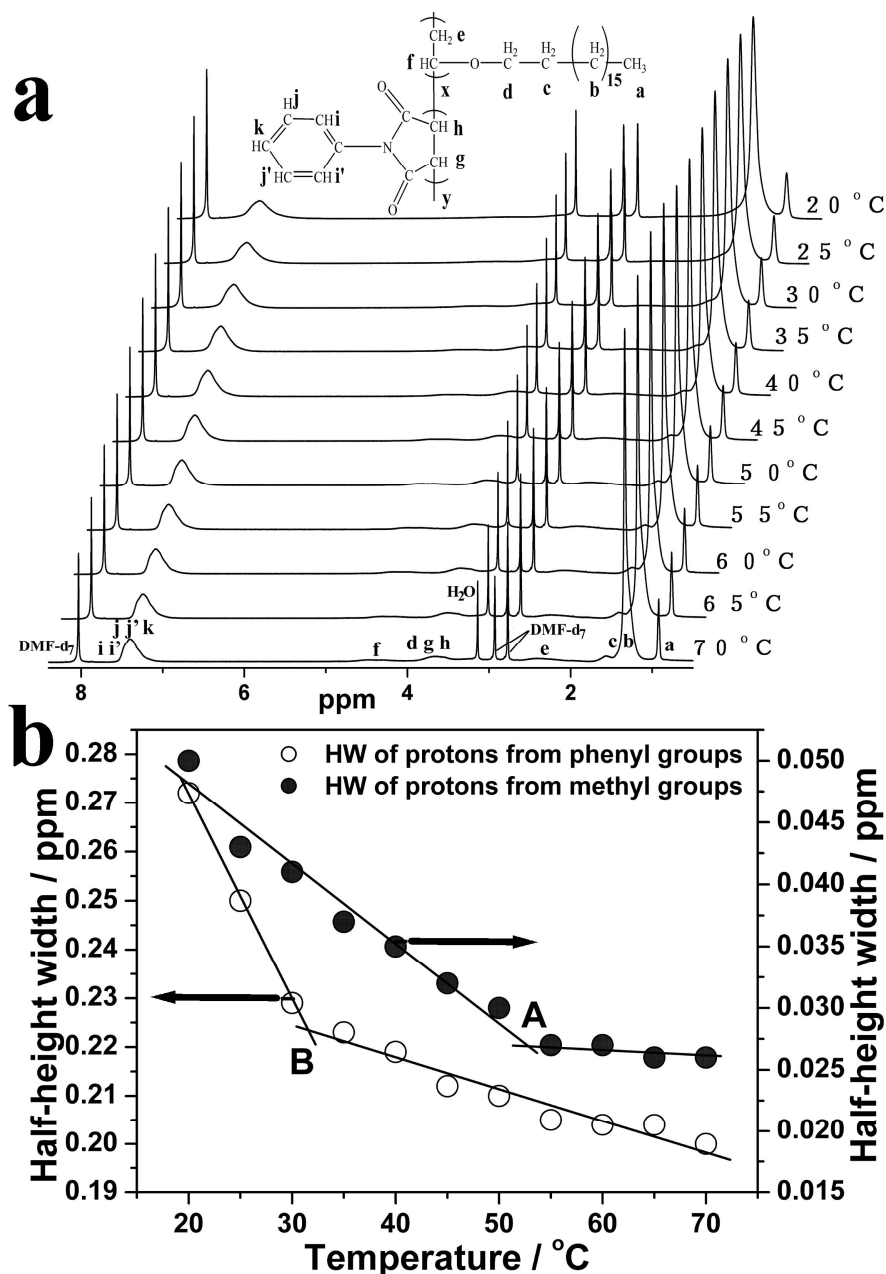 a
CH2 e
f CH O H2C H2C (H2C)15 CH3
x d c b a
O
H j
HC CH i
k HC C N CH h
j' HC CH i' CH g
O
y
20 °C
25 °C
30 °C
35 °C
40 °C
45 °C
50 °C
55 °C
60 °C
65 °C
70 °C
H2O
j j' k
DMF-d7 i i' f d g h DMF-d7 e c b a
8 6 4 2
ppm
b
HW of protons from phenyl groups
HW of protons from methyl groups
Half-height width / ppm
0.28
0.27
0.26
0.25
0.24
0.23
0.22
0.21
0.20
0.19
A
B
0.050
0.045
0.040
0.035
0.030
0.025
0.020
0.015
Half-height width / ppm
20 30 40 50 60 70
Temperature / °C